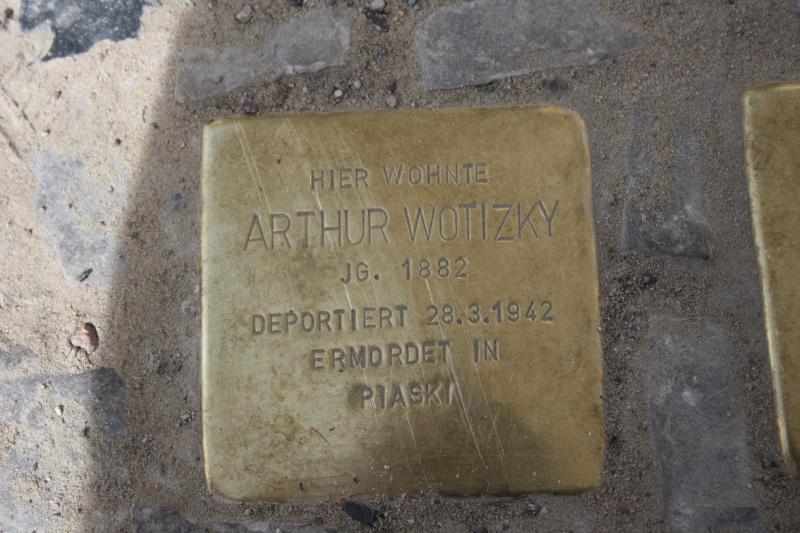 HIER WOHNTE
ARTHUR WOTIZKY
JG. 1882
DEPORTIERT 28.3.1942
ERMORDET IN
PIASKI